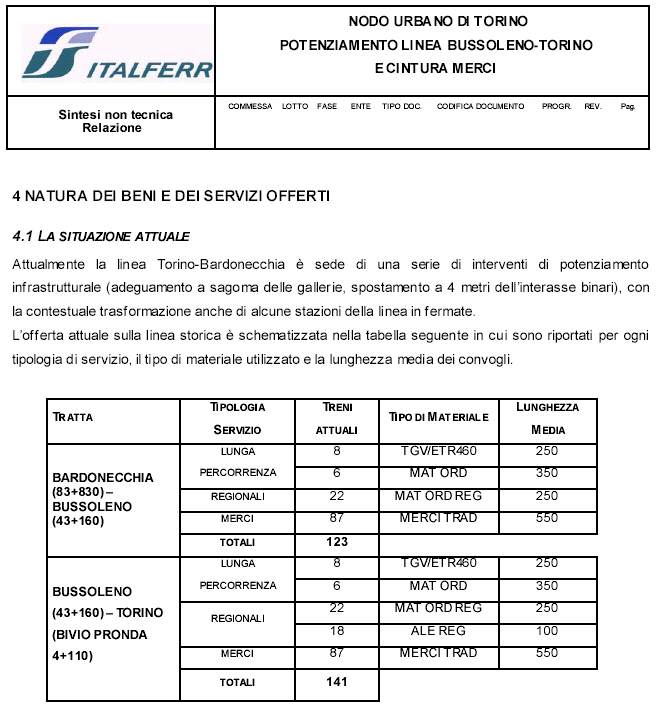 ITALFERR
NODO URBANO DI TORINO
POTENZIAMENTO LINEA BUSSOLENO-TORINO
E CINTURA MERCI
Sintesi non tecnica
Relazione
COMMESSA LOTTO FASE ENTE TIPO DOC. CODIFICA DOCUMENTO PROGR. REV. Pag.
4 NATURA DEI BENI E DEI SERVIZI OFFERTI
4.1 LA SITUAZIONE ATTUALE
Attualmente la linea Torino-Bardonecchia è sede di una serie di interventi di potenziamento
infrastrutturale (adeguamento a sagoma delle gallerie, spostamento a 4 metri dell'interasse binari), con
la contestuale trasformazione anche di alcune stazioni della linea in fermate.
L'offerta attuale sulla linea storica è schematizzata nella tabella seguente in cui sono riportati per ogni
tipologia di servizio, il tipo di materiale utilizzato e la lunghezza media dei convogli.
TRATTA TIPOLOGIA SERVIZIO TRENI ATTUALI TIPO DI MATERIALE LUNGHEZZA MEDIA
BARDONECCHIA
(83+830) –
BUSSOLENO
(43+160)
LUNGA PERCORRENZA 8 TGV/ETR460 250
6 MAT ORD 350
REGIONALI 22 MAT ORD REG 250
MERCI 87 MERCI TRAD 550
TOTALI 123
BUSSOLENO
(43+160) – TORINO
(BIVIO PRONDA
4+110)
LUNGA PERCORRENZA 8 TGV/ETR460 250
6 MAT ORD 350
REGIONALI 22 MAT ORD REG 250
18 ALE REG 100
MERCI 87 MERCI TRAD 550
TOTALI 141